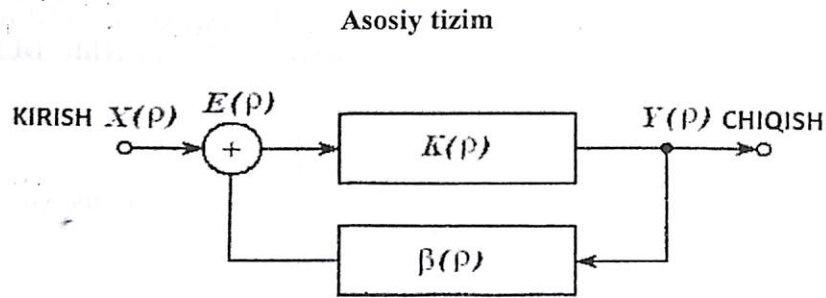 Asosiy tizim
KIRISH X(P) E(P) Y(P) CHIQISH
+ K(P)
β(P)